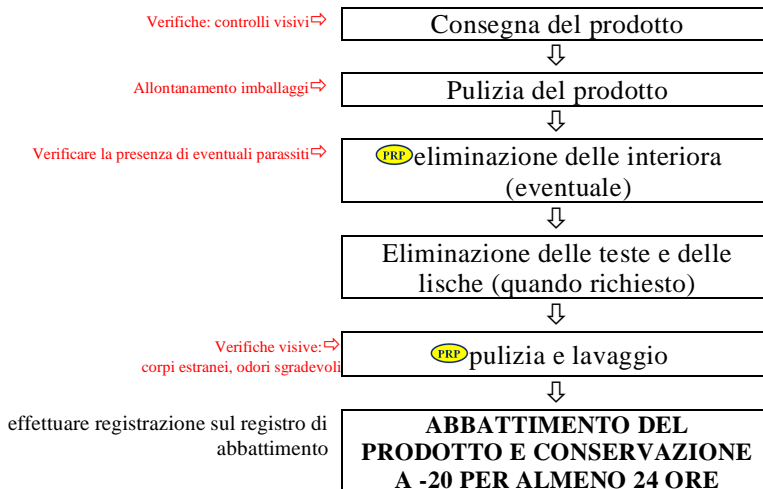 Verifiche: controlli visivi⇨
Consegna del prodotto
Allontanamento imballaggi⇨
Pulizia del prodotto
Verificare la presenza di eventuali parassiti⇨
PRP eliminazione delle interiora
(eventuale)
Eliminazione delle teste e delle
lische (quando richiesto)
Verifiche visive:⇨
corpi estranei, odori sgradevoli
PRP pulizia e lavaggio
effettuare registrazione sul registro di
abbattimento
ABBATTIMENTO DEL
PRODOTTO E CONSERVAZIONE
A -20 PER ALMENO 24 ORE